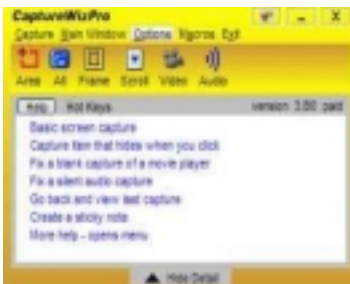 CaptureWizPro
Capture Main Window Options Macros Exit
Area All Frame Scroll Video Audio
Help Hot Keys version 3.80 paid
Basic screen capture
Capture item that hides when you click
Fix a blank capture of a movie player
Fix a silent audio capture
Go back and view last capture
Create a sticky note
More help - opens menu
Hide Detail